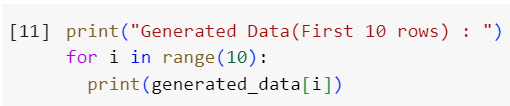 [11] print("Generated Data(First 10 rows) : ")
for i in range(10):
print(generated_data[i])